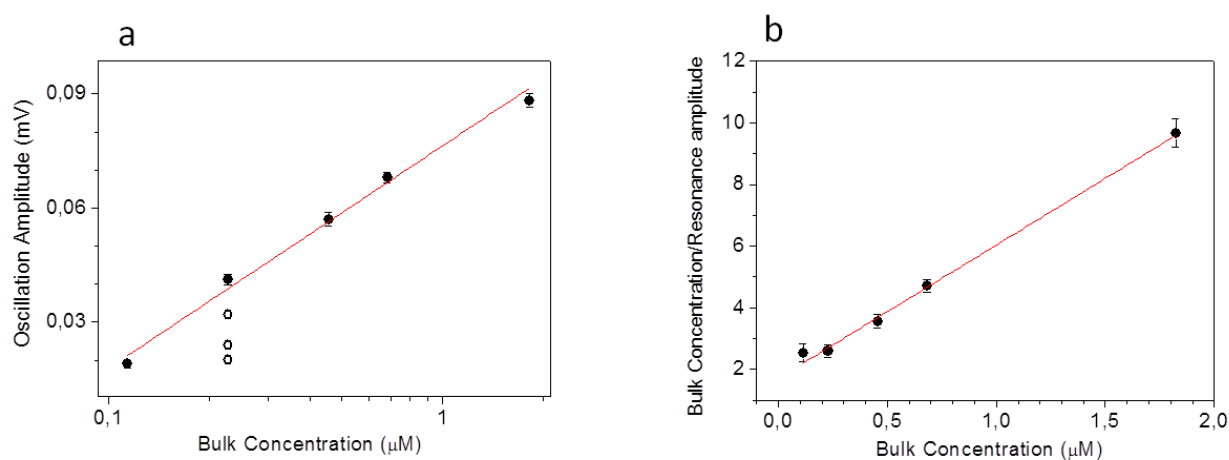 a
0,09
0,06
0,03
Oscillation Amplitude (mV)
0,1
1
Bulk Concentration (μM)
b
12
10
8
6
4
2
Bulk Concentration/Resonance amplitude
0,0
0,5
1,0
1,5
2,0
Bulk Concentration (μM)